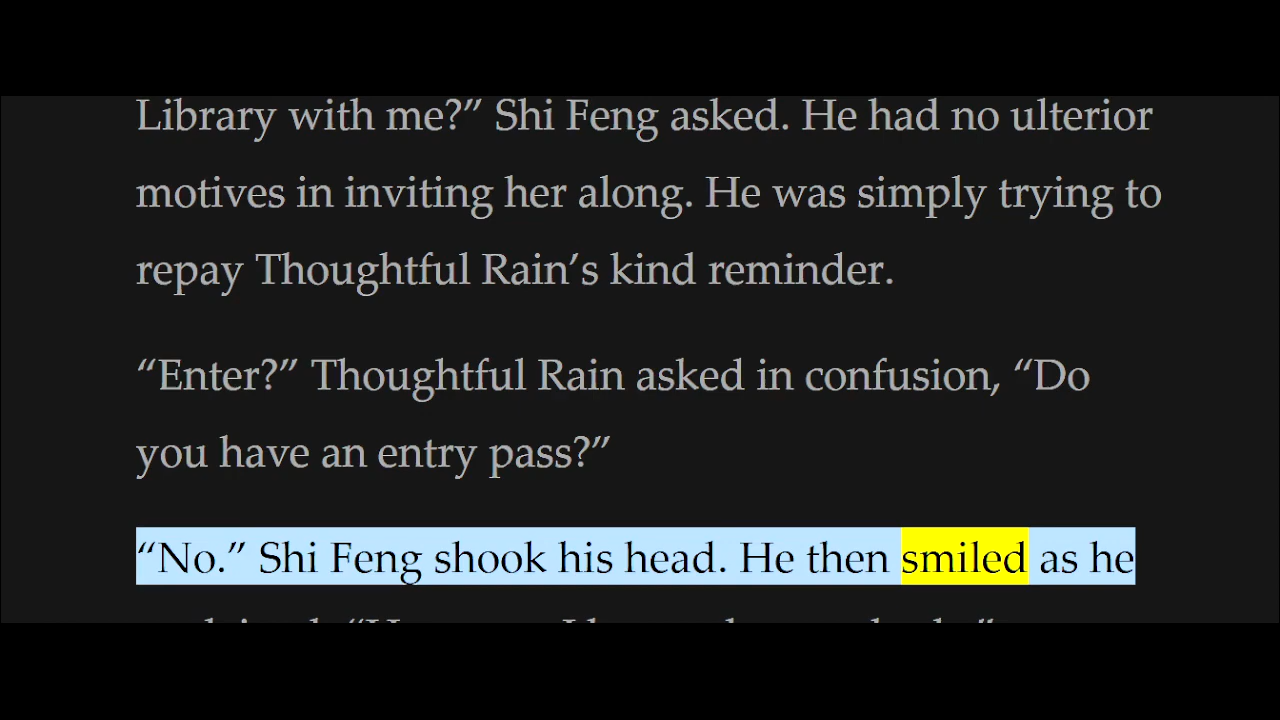 Library with me?” Shi Feng asked. He had no ulterior
motives in inviting her along. He was simply trying to
repay Thoughtful Rain’s kind reminder.
“Enter?” Thoughtful Rain asked in confusion, “Do
you have an entry pass?”
“No.” Shi Feng shook his head. He then smiled as he